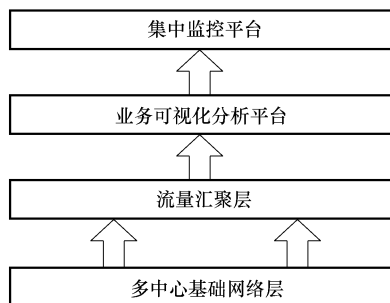 集中监控平台
业务可视化分析平台
流量汇聚层
多中心基础网络层